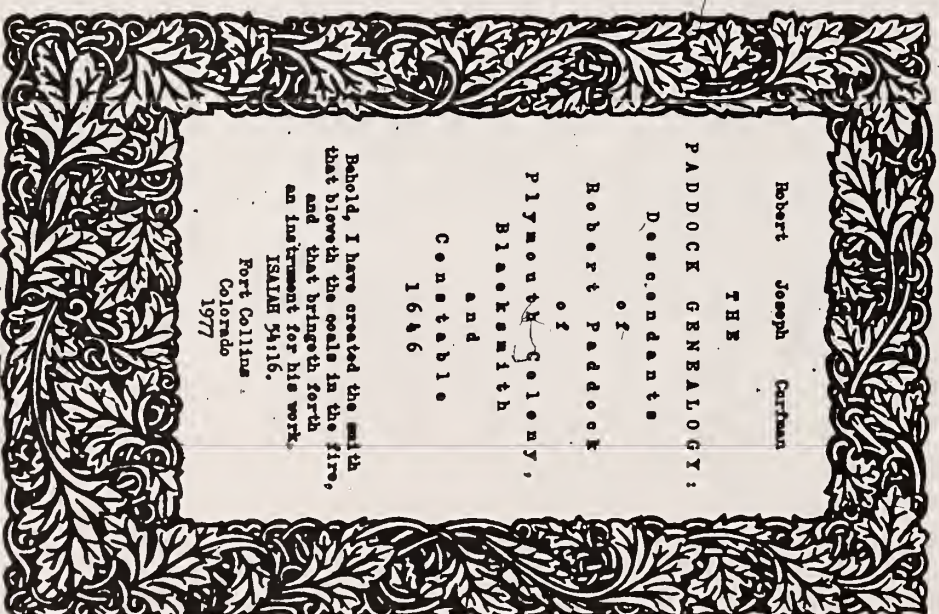 Robert Joseph Curfman
THE
PADDOCK GENEALOGY:
Descendants
of
Robert Paddock
of
Plymouth Colony,
Blacksmith
and
Constable
1646
Behold, I have created the smith
that bloweth the coals in the fire,
and that bringeth forth
an instrument for his work.
ISAIAH 54:16.
Fort Collins
Colorado
1977